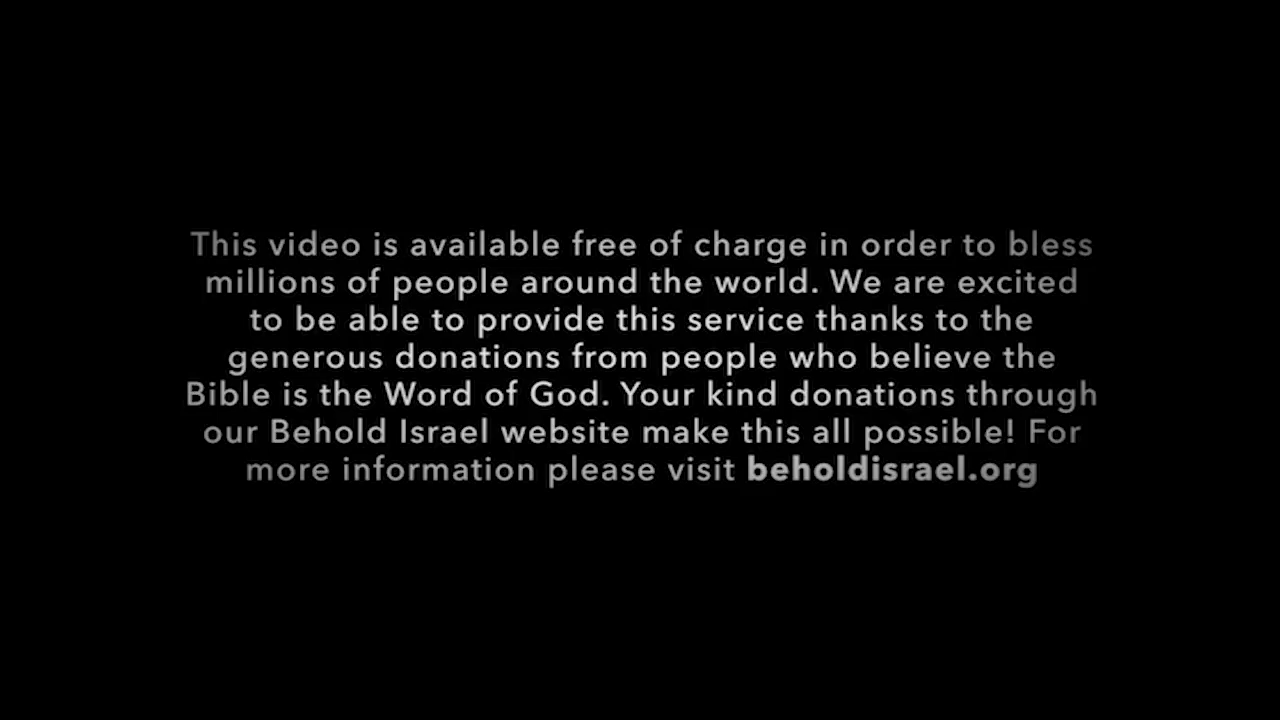 This video is available free of charge in order to bless
millions of people around the world. We are excited
to be able to provide this service thanks to the
generous donations from people who believe the
Bible is the Word of God. Your kind donations through
our Behold Israel website make this all possible! For
more information please visit beholdisrael.org